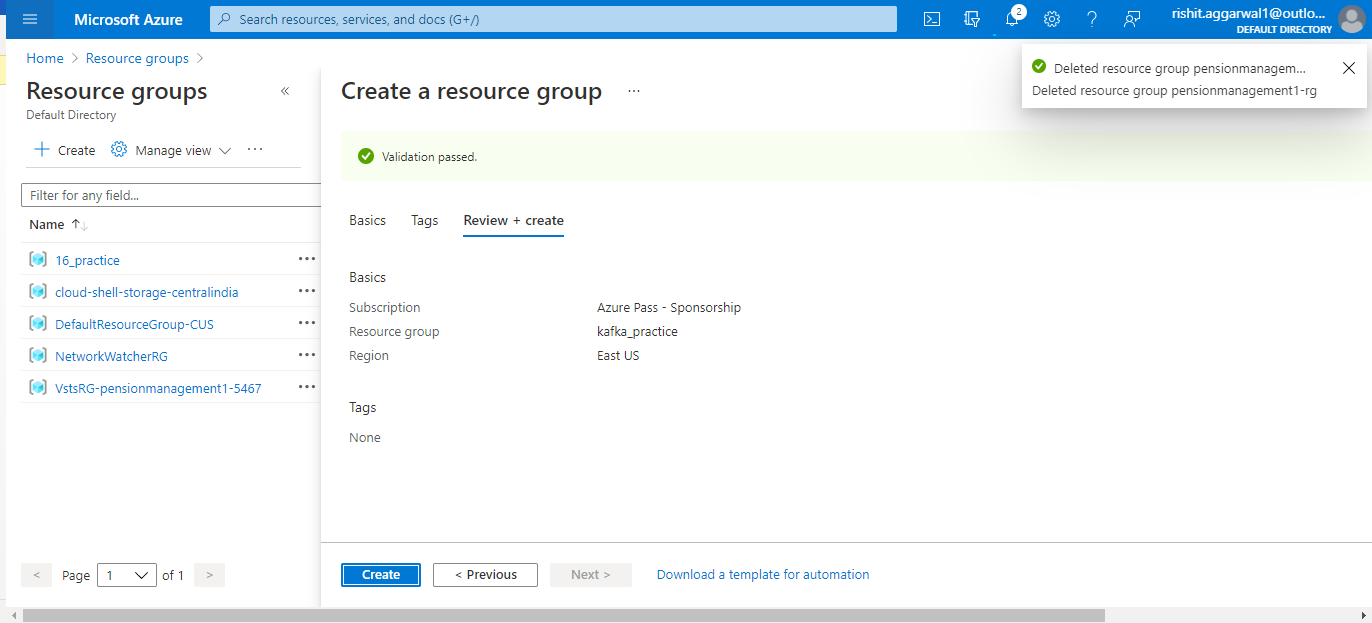 Microsoft Azure
Search resources, services, and docs (G+/)
2
rishit.aggarwal1@outlo...
DEFAULT DIRECTORY
Home > Resource groups >
Deleted resource group pensionmanagem...
Deleted resource group pensionmanagement1-rg
Resource groups
Default Directory
Create
Manage view
Filter for any field...
Name
16_practice
cloud-shell-storage-centralindia
DefaultResourceGroup-CUS
NetworkWatcherRG
VstsRG-pensionmanagement1-5467
< Page 1 of 1 >
Create a resource group
Validation passed.
Basics Tags Review + create
Basics
Subscription Azure Pass - Sponsorship
Resource group kafka_practice
Region East US
Tags
None
Create < Previous Next > Download a template for automation